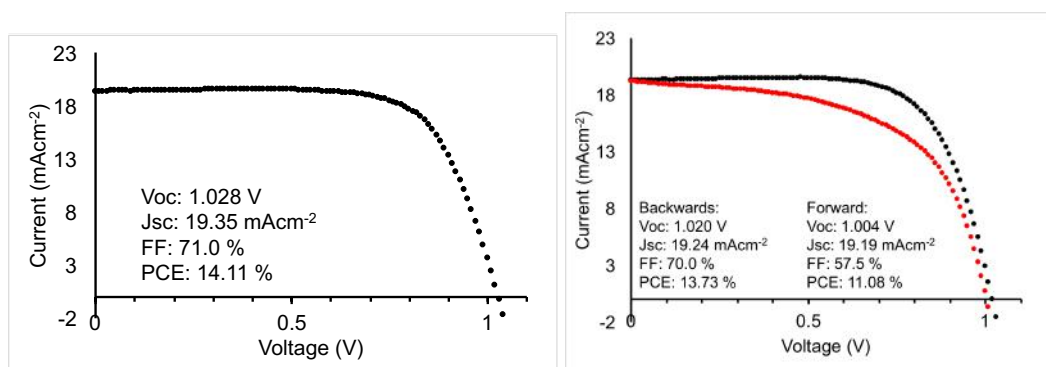 23
18
13
8
3
-2
Current (mAcm-2)
Voc: 1.028 V
Jsc: 19.35 mAcm-2
FF: 71.0 %
PCE: 14.11 %
0
0.5
1
Voltage (V)
23
18
13
8
3
-2
Current (mAcm-2)
Backwards:
Voc: 1.020 V
Jsc: 19.24 mAcm-2
FF: 70.0 %
PCE: 13.73 %
Forward:
Voc: 1.004 V
Jsc: 19.19 mAcm-2
FF: 57.5 %
PCE: 11.08 %
0
0.5
1
Voltage (V)